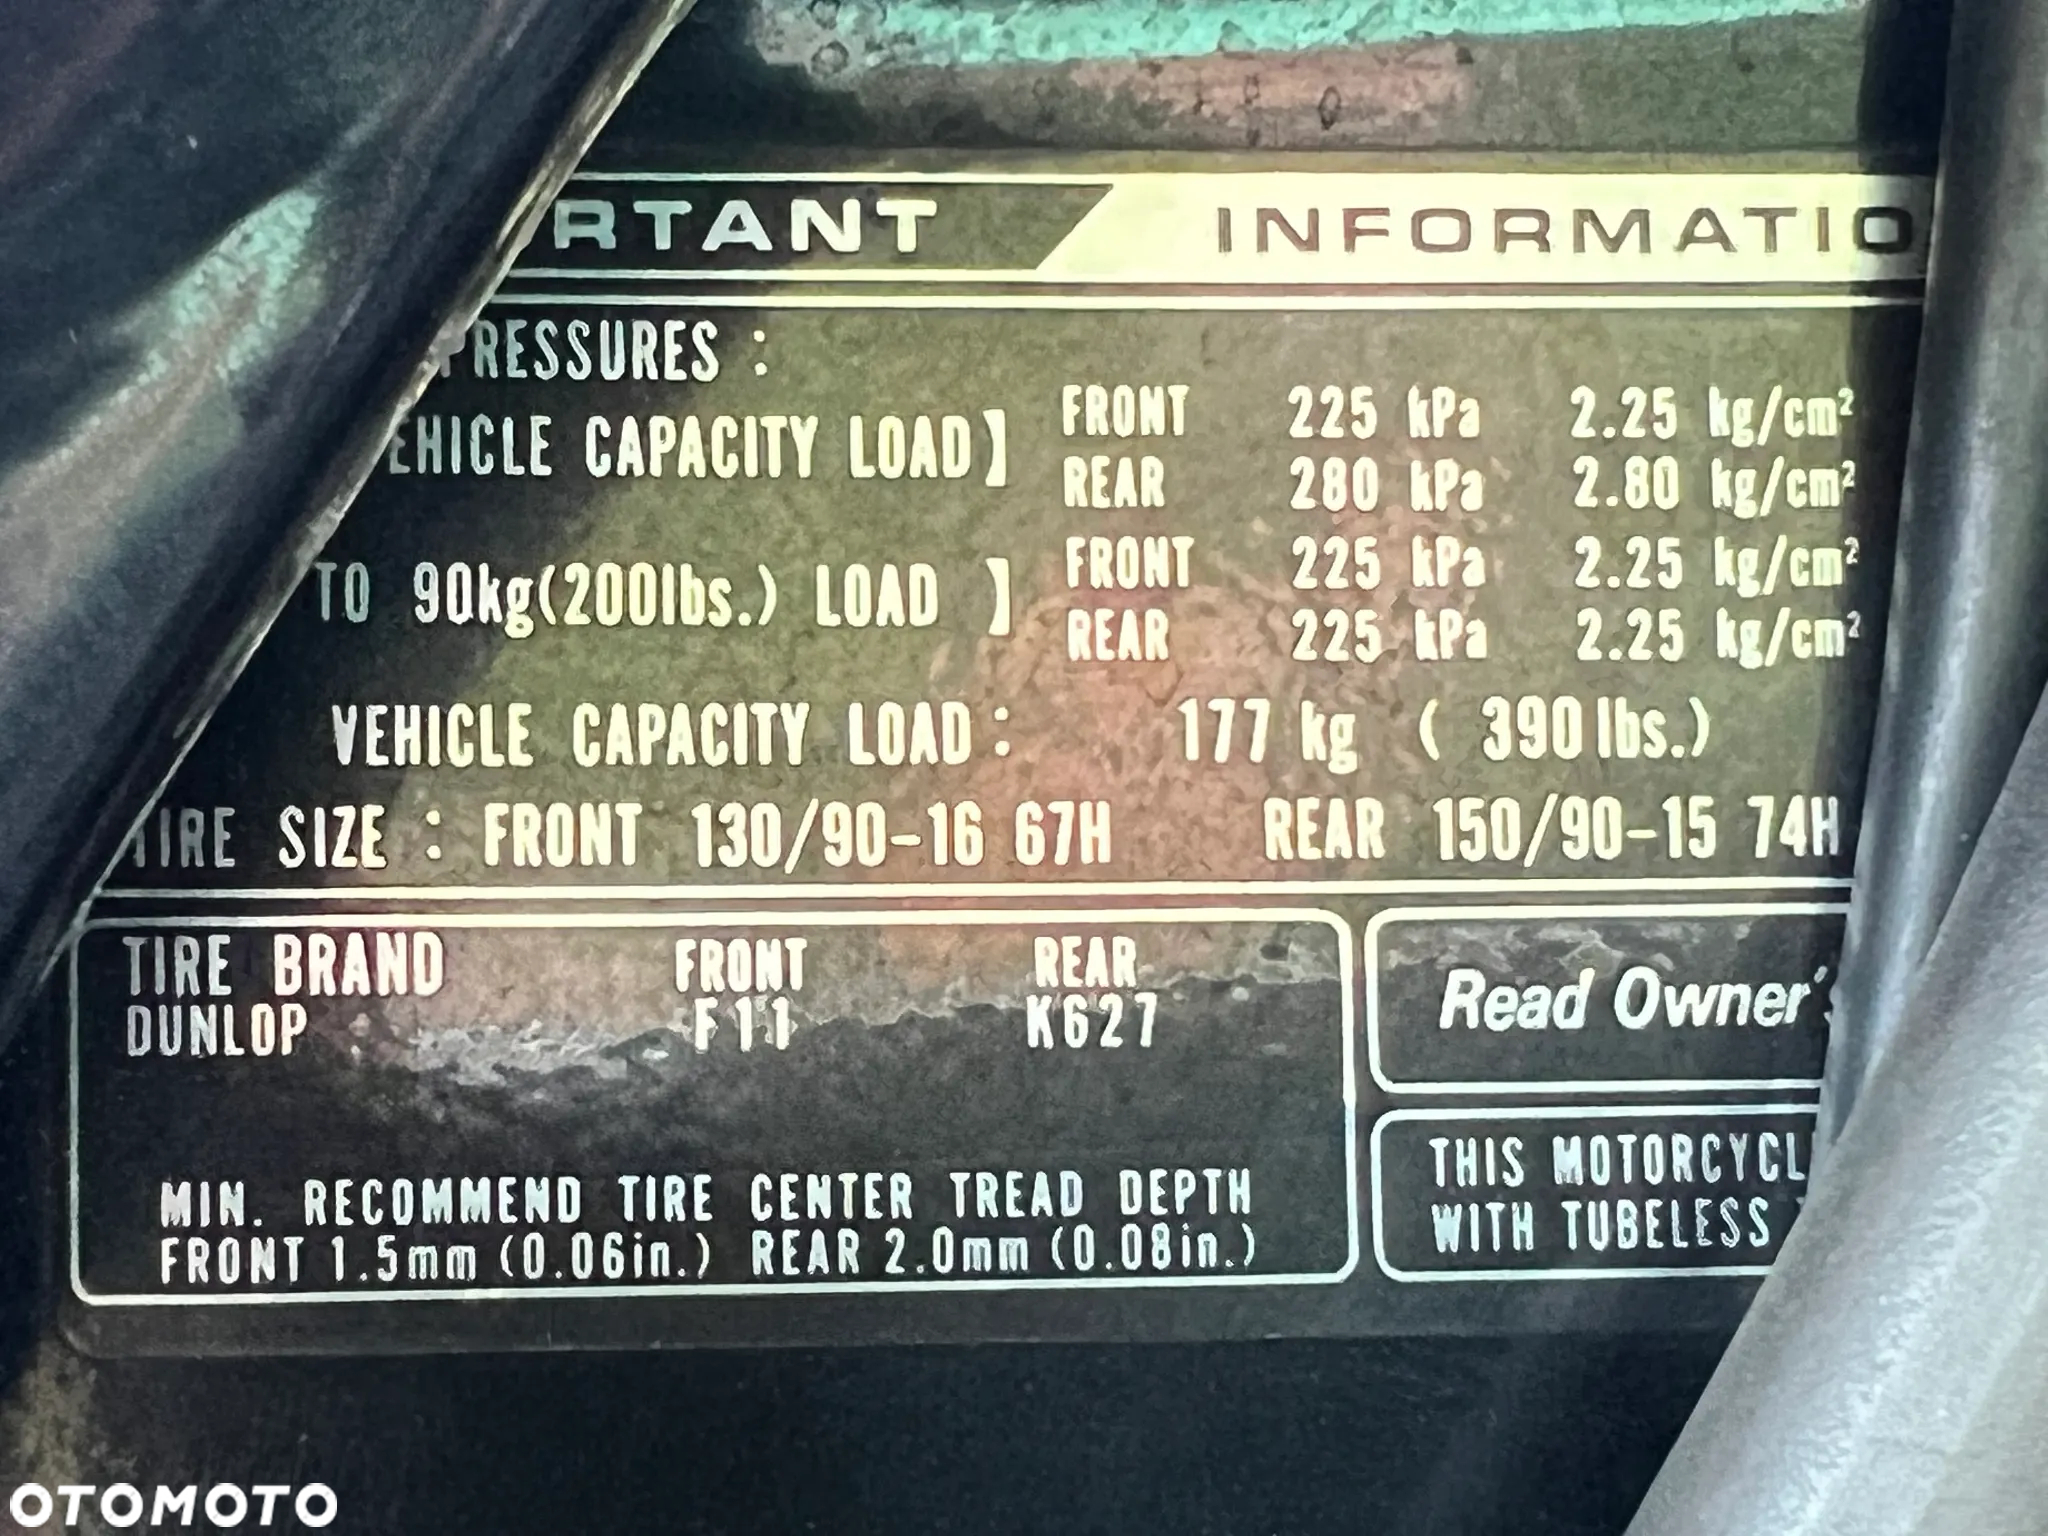 RTANT INFORMATIO
PRESSURES :
EHICLE CAPACITY LOAD】 FRONT 225 kPa 2.25 kg/cm²
REAR 280 kPa 2.80 kg/cm²
TO 90kg(200lbs.) LOAD 】 FRONT 225 kPa 2.25 kg/cm²
REAR 225 kPa 2.25 kg/cm²
VEHICLE CAPACITY LOAD: 177 kg ( 390 lbs.)
TIRE SIZE : FRONT 130/90-16 67H REAR 150/90-15 74H
TIRE BRAND FRONT REAR
DUNLOP F11 K627
MIN. RECOMMEND TIRE CENTER TREAD DEPTH
FRONT 1.5mm (0.06in.) REAR 2.0mm (0.08in.)
Read Owner's
THIS MOTORCYCL
WITH TUBELESS
OTOMOTO